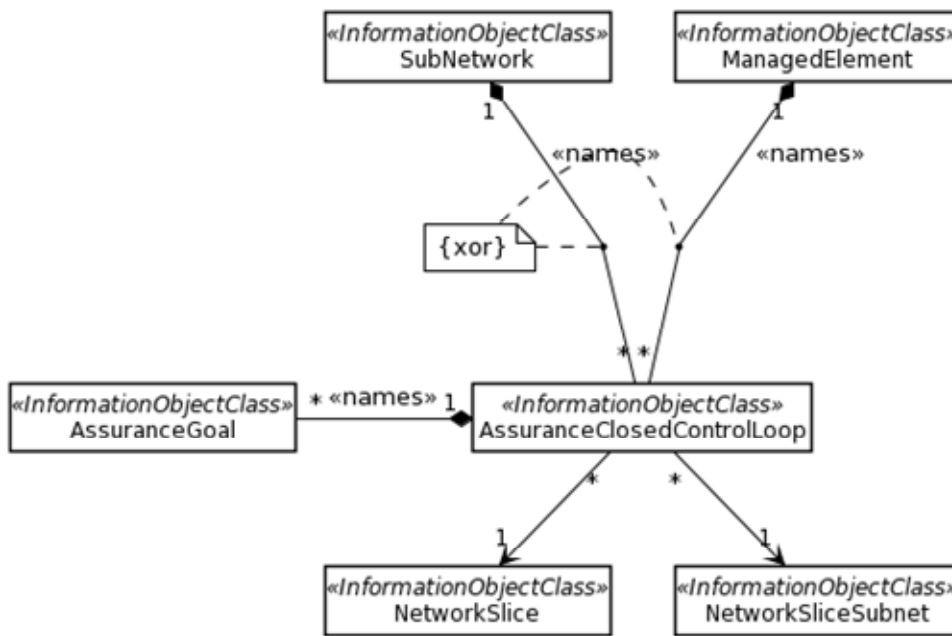 «InformationObjectClass»
SubNetwork
«InformationObjectClass»
ManagedElement
1
1
«names»
«names»
{xor}
*
*
«InformationObjectClass»
AssuranceGoal
* «names» 1
«InformationObjectClass»
AssuranceClosedControlLoop
*
*
1
1
«InformationObjectClass»
NetworkSlice
«InformationObjectClass»
NetworkSliceSubnet